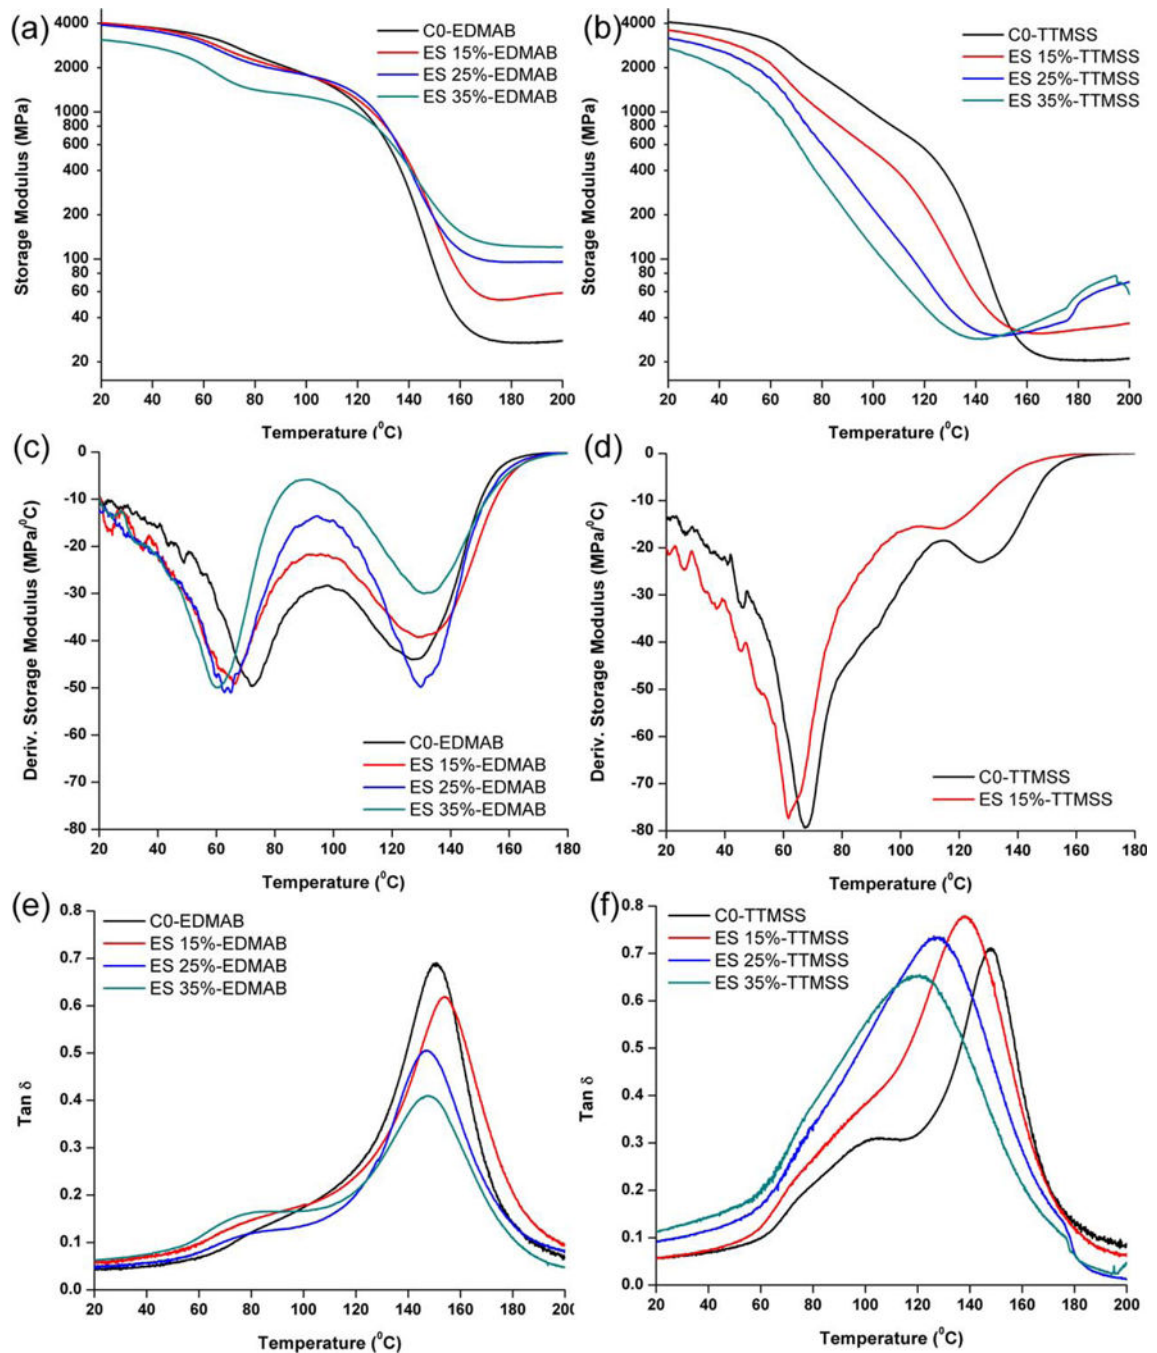 (a)
C0-EDMAB
ES 15%-EDMAB
ES 25%-EDMAB
ES 35%-EDMAB
Storage Modulus (MPa)
4000
2000
1000
800
600
400
200
100
80
60
40
20
20 40 60 80 100 120 140 160 180 200
Temperature (⁰C)
(b)
C0-TTMSS
ES 15%-TTMSS
ES 25%-TTMSS
ES 35%-TTMSS
Storage Modulus (MPa)
4000
2000
1000
800
600
400
200
100
80
60
40
20
20 40 60 80 100 120 140 160 180 200
Temperature (⁰C)
(c)
Deriv. Storage Modulus (MPa/⁰C)
0
-10
-20
-30
-40
-50
-60
-70
-80
C0-EDMAB
ES 15%-EDMAB
ES 25%-EDMAB
ES 35%-EDMAB
20 40 60 80 100 120 140 160 180
Temperature (⁰C)
(d)
Deriv. Storage Modulus (MPa/⁰C)
0
-10
-20
-30
-40
-50
-60
-70
-80
C0-TTMSS
ES 15%-TTMSS
20 40 60 80 100 120 140 160 180
Temperature (⁰C)
(e)
C0-EDMAB
ES 15%-EDMAB
ES 25%-EDMAB
ES 35%-EDMAB
Tan δ
0.8
0.7
0.6
0.5
0.4
0.3
0.2
0.1
0.0
20 40 60 80 100 120 140 160 180 200
Temperature (⁰C)
(f)
C0-TTMSS
ES 15%-TTMSS
ES 25%-TTMSS
ES 35%-TTMSS
Tan δ
0.8
0.7
0.6
0.5
0.4
0.3
0.2
0.1
0.0
20 40 60 80 100 120 140 160 180 200
Temperature (⁰C)